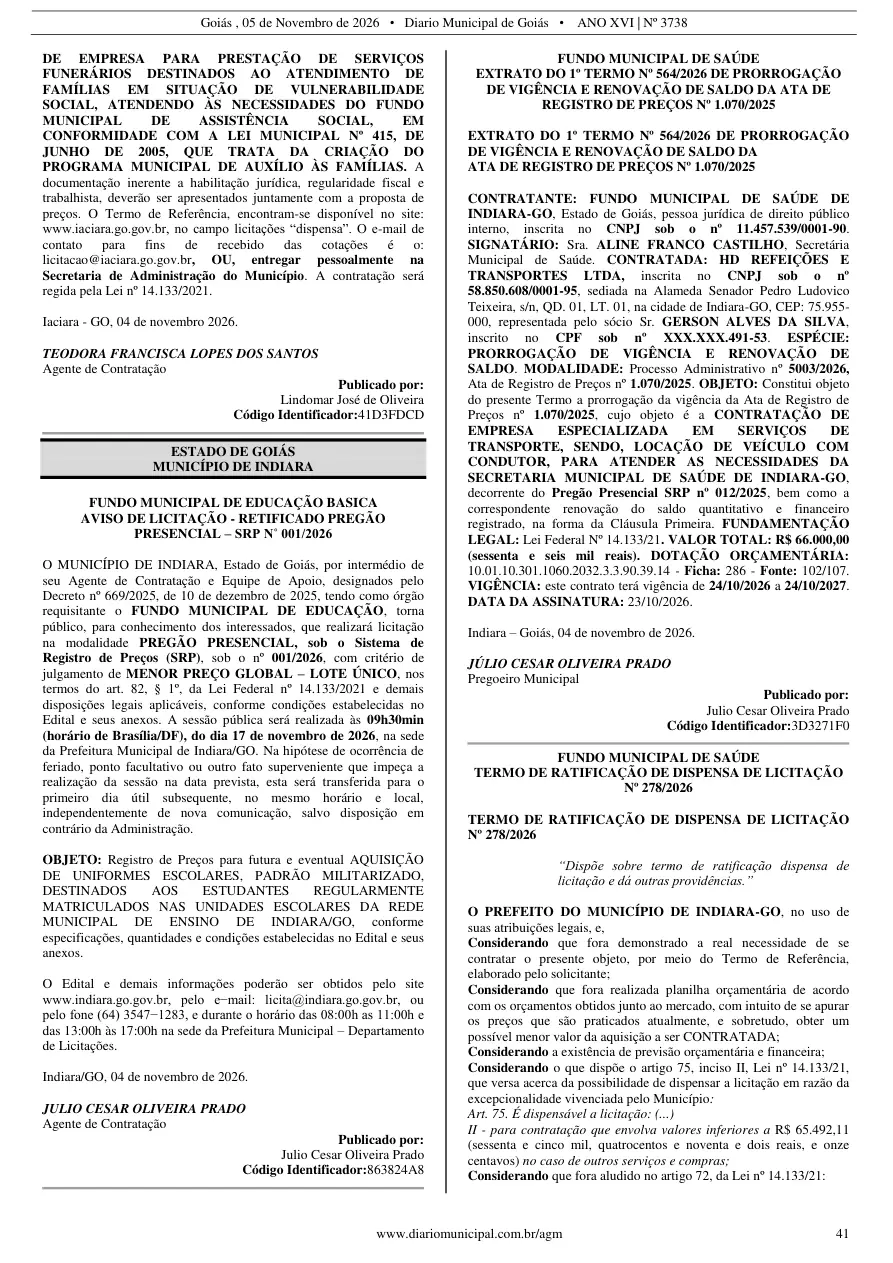 Goiás , 05 de Novembro de 2026 • Diario Municipal de Goiás • ANO XVI | Nº 3738
DE EMPRESA PARA PRESTAÇÃO DE SERVIÇOS
FUNERÁRIOS DESTINADOS AO ATENDIMENTO DE
FAMÍLIAS EM SITUAÇÃO DE VULNERABILIDADE
SOCIAL, ATENDENDO ÀS NECESSIDADES DO FUNDO
MUNICIPAL DE ASSISTÊNCIA SOCIAL, EM
CONFORMIDADE COM A LEI MUNICIPAL Nº 415, DE
JUNHO DE 2005, QUE TRATA DA CRIAÇÃO DO
PROGRAMA MUNICIPAL DE AUXÍLIO ÀS FAMÍLIAS. A
documentação inerente a habilitação jurídica, regularidade fiscal e
trabalhista, deverão ser apresentados juntamente com a proposta de
preços. O Termo de Referência, encontram-se disponível no site:
www.iaciara.go.gov.br, no campo licitações “dispensa”. O e-mail de
contato para fins de recebido das cotações é o:
licitacao@iaciara.go.gov.br, OU, entregar pessoalmente na
Secretaria de Administração do Município. A contratação será
regida pela Lei nº 14.133/2021.
Iaciara - GO, 04 de novembro 2026.
TEODORA FRANCISCA LOPES DOS SANTOS
Agente de Contratação
Publicado por:
Lindomar José de Oliveira
Código Identificador:41D3FDCD
ESTADO DE GOIÁS
MUNICÍPIO DE INDIARA
FUNDO MUNICIPAL DE EDUCAÇÃO BASICA
AVISO DE LICITAÇÃO - RETIFICADO PREGÃO
PRESENCIAL – SRP N˚ 001/2026
O MUNICÍPIO DE INDIARA, Estado de Goiás, por intermédio de
seu Agente de Contratação e Equipe de Apoio, designados pelo
Decreto nº 669/2025, de 10 de dezembro de 2025, tendo como órgão
requisitante o FUNDO MUNICIPAL DE EDUCAÇÃO, torna
público, para conhecimento dos interessados, que realizará licitação
na modalidade PREGÃO PRESENCIAL, sob o Sistema de
Registro de Preços (SRP), sob o nº 001/2026, com critério de
julgamento de MENOR PREÇO GLOBAL – LOTE ÚNICO, nos
termos do art. 82, § 1º, da Lei Federal nº 14.133/2021 e demais
disposições legais aplicáveis, conforme condições estabelecidas no
Edital e seus anexos. A sessão pública será realizada às 09h30min
(horário de Brasília/DF), do dia 17 de novembro de 2026, na sede
da Prefeitura Municipal de Indiara/GO. Na hipótese de ocorrência de
feriado, ponto facultativo ou outro fato superveniente que impeça a
realização da sessão na data prevista, esta será transferida para o
primeiro dia útil subsequente, no mesmo horário e local,
independentemente de nova comunicação, salvo disposição em
contrário da Administração.
OBJETO: Registro de Preços para futura e eventual AQUISIÇÃO
DE UNIFORMES ESCOLARES, PADRÃO MILITARIZADO,
DESTINADOS AOS ESTUDANTES REGULARMENTE
MATRICULADOS NAS UNIDADES ESCOLARES DA REDE
MUNICIPAL DE ENSINO DE INDIARA/GO, conforme
especificações, quantidades e condições estabelecidas no Edital e seus
anexos.
O Edital e demais informações poderão ser obtidos pelo site
www.indiara.go.gov.br, pelo e−mail: licita@indiara.go.gov.br, ou
pelo fone (64) 3547−1283, e durante o horário das 08:00h as 11:00h e
das 13:00h às 17:00h na sede da Prefeitura Municipal – Departamento
de Licitações.
Indiara/GO, 04 de novembro de 2026.
JULIO CESAR OLIVEIRA PRADO
Agente de Contratação
Publicado por:
Julio Cesar Oliveira Prado
Código Identificador:863824A8
FUNDO MUNICIPAL DE SAÚDE
EXTRATO DO 1º TERMO Nº 564/2026 DE PRORROGAÇÃO
DE VIGÊNCIA E RENOVAÇÃO DE SALDO DA ATA DE
REGISTRO DE PREÇOS Nº 1.070/2025
EXTRATO DO 1º TERMO Nº 564/2026 DE PRORROGAÇÃO
DE VIGÊNCIA E RENOVAÇÃO DE SALDO DA
ATA DE REGISTRO DE PREÇOS Nº 1.070/2025
CONTRATANTE: FUNDO MUNICIPAL DE SAÚDE DE
INDIARA-GO, Estado de Goiás, pessoa jurídica de direito público
interno, inscrita no CNPJ sob o nº 11.457.539/0001-90.
SIGNATÁRIO: Sra. ALINE FRANCO CASTILHO, Secretária
Municipal de Saúde. CONTRATADA: HD REFEIÇÕES E
TRANSPORTES LTDA, inscrita no CNPJ sob o nº
58.850.608/0001-95, sediada na Alameda Senador Pedro Ludovico
Teixeira, s/n, QD. 01, LT. 01, na cidade de Indiara-GO, CEP: 75.955-
000, representada pelo sócio Sr. GERSON ALVES DA SILVA,
inscrito no CPF sob nº XXX.XXX.491-53. ESPÉCIE:
PRORROGAÇÃO DE VIGÊNCIA E RENOVAÇÃO DE
SALDO. MODALIDADE: Processo Administrativo nº 5003/2026,
Ata de Registro de Preços nº 1.070/2025. OBJETO: Constitui objeto
do presente Termo a prorrogação da vigência da Ata de Registro de
Preços nº 1.070/2025, cujo objeto é a CONTRATAÇÃO DE
EMPRESA ESPECIALIZADA EM SERVIÇOS DE
TRANSPORTE, SENDO, LOCAÇÃO DE VEÍCULO COM
CONDUTOR, PARA ATENDER AS NECESSIDADES DA
SECRETARIA MUNICIPAL DE SAÚDE DE INDIARA-GO,
decorrente do Pregão Presencial SRP nº 012/2025, bem como a
correspondente renovação do saldo quantitativo e financeiro
registrado, na forma da Cláusula Primeira. FUNDAMENTAÇÃO
LEGAL: Lei Federal Nº 14.133/21. VALOR TOTAL: R$ 66.000,00
(sessenta e seis mil reais). DOTAÇÃO ORÇAMENTÁRIA:
10.01.10.301.1060.2032.3.3.90.39.14 - Ficha: 286 - Fonte: 102/107.
VIGÊNCIA: este contrato terá vigência de 24/10/2026 a 24/10/2027.
DATA DA ASSINATURA: 23/10/2026.
Indiara – Goiás, 04 de novembro de 2026.
JÚLIO CESAR OLIVEIRA PRADO
Pregoeiro Municipal
Publicado por:
Julio Cesar Oliveira Prado
Código Identificador:3D3271F0
FUNDO MUNICIPAL DE SAÚDE
TERMO DE RATIFICAÇÃO DE DISPENSA DE LICITAÇÃO
Nº 278/2026
TERMO DE RATIFICAÇÃO DE DISPENSA DE LICITAÇÃO
Nº 278/2026
“Dispõe sobre termo de ratificação dispensa de
licitação e dá outras providências.”
O PREFEITO DO MUNICÍPIO DE INDIARA-GO, no uso de
suas atribuições legais, e,
Considerando que fora demonstrado a real necessidade de se
contratar o presente objeto, por meio do Termo de Referência,
elaborado pelo solicitante;
Considerando que fora realizada planilha orçamentária de acordo
com os orçamentos obtidos junto ao mercado, com intuito de se apurar
os preços que são praticados atualmente, e sobretudo, obter um
possível menor valor da aquisição a ser CONTRATADA;
Considerando a existência de previsão orçamentária e financeira;
Considerando o que dispõe o artigo 75, inciso II, Lei nº 14.133/21,
que versa acerca da possibilidade de dispensar a licitação em razão da
excepcionalidade vivenciada pelo Município:
Art. 75. É dispensável a licitação: (...)
II - para contratação que envolva valores inferiores a R$ 65.492,11
(sessenta e cinco mil, quatrocentos e noventa e dois reais, e onze
centavos) no caso de outros serviços e compras;
Considerando que fora aludido no artigo 72, da Lei nº 14.133/21:
www.diariomunicipal.com.br/agm
41